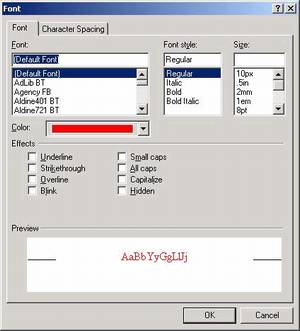 Font
Font Character Spacing
Font: Font style: Size:
(Default Font) Regular
(Default Font) Regular 10px
AdLib BT Italic .5in
Agency FB Bold 2mm
Aldine401 BT Bold Italic 1em
Aldine721 BT 8pt
Color:
Effects
Underline Small caps
Strikethrough All caps
Overline Capitalize
Blink Hidden
Preview
AaBbYyGgLlJj
OK Cancel